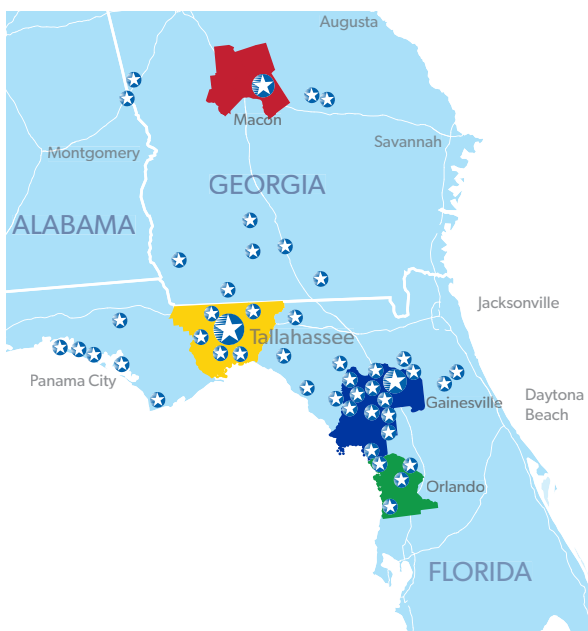 Augusta
Macon
Savannah
Montgomery
GEORGIA
ALABAMA
Jacksonville
Tallahassee
Panama City
Gainesville
Daytona
Beach
Orlando
FLORIDA